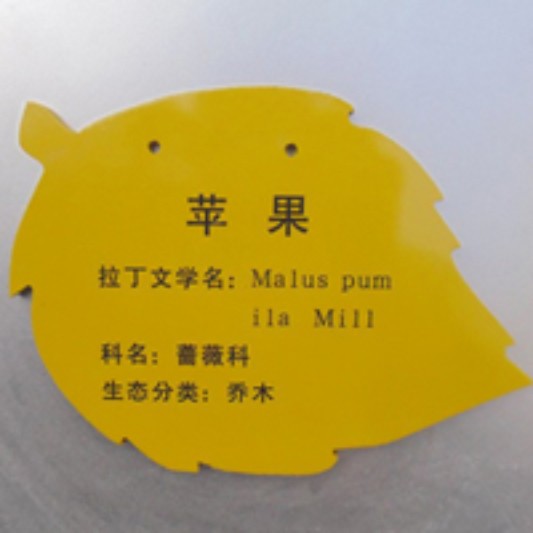 苹果
拉丁文学名：Malus pum
ila Mill
科名：蔷薇科
生态分类：乔木